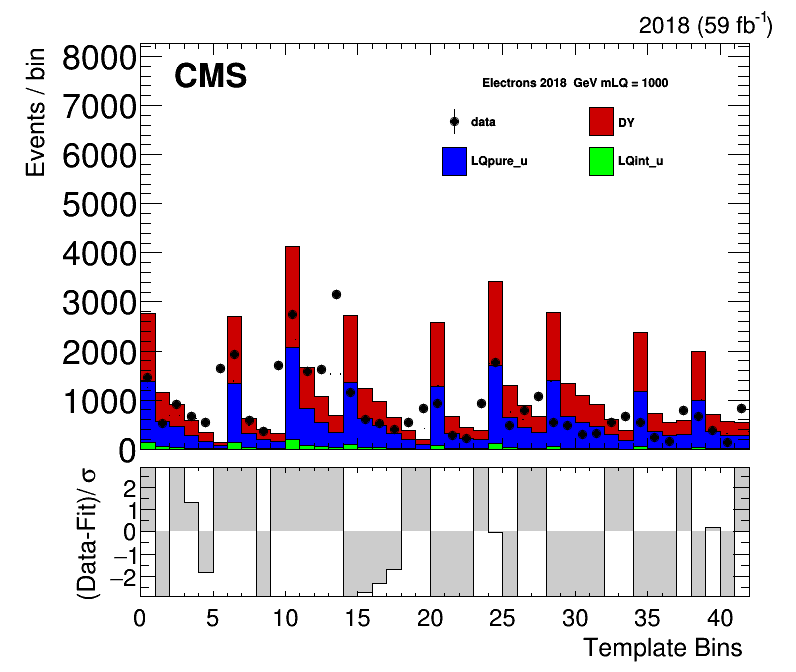 2018 (59 fb-1)
CMS
Electrons 2018 GeV mLQ = 1000
data
DY
LQpure_u
LQint_u
Events / bin
8000
7000
6000
5000
4000
3000
2000
1000
0
(Data-Fit)/ σ
2
1
0
−1
−2
0 5 10 15 20 25 30 35 40
Template Bins